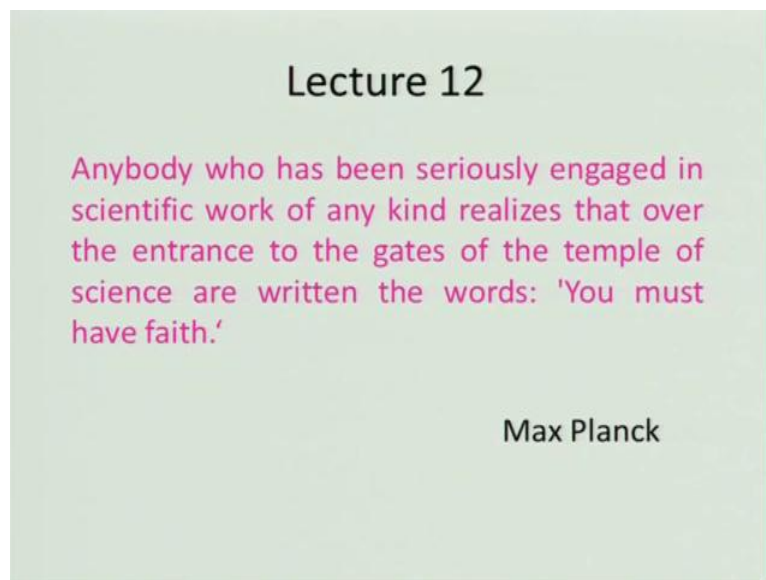 Lecture 12
Anybody who has been seriously engaged in
scientific work of any kind realizes that over
the entrance to the gates of the temple of
science are written the words: 'You must
have faith.‘
Max Planck